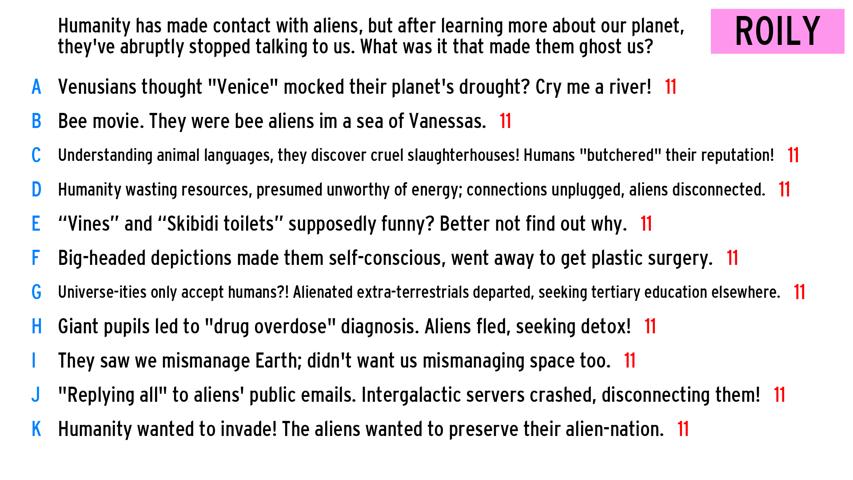 Humanity has made contact with aliens, but after learning more about our planet,
they've abruptly stopped talking to us. What was it that made them ghost us?
ROILY
A Venusians thought "Venice" mocked their planet's drought? Cry me a river! 11
B Bee movie. They were bee aliens im a sea of Vanessas. 11
C Understanding animal languages, they discover cruel slaughterhouses! Humans "butchered" their reputation! 11
D Humanity wasting resources, presumed unworthy of energy; connections unplugged, aliens disconnected. 11
E “Vines” and “Skibidi toilets” supposedly funny? Better not find out why. 11
F Big-headed depictions made them self-conscious, went away to get plastic surgery. 11
G Universe-ities only accept humans?! Alienated extra-terrestrials departed, seeking tertiary education elsewhere. 11
H Giant pupils led to "drug overdose" diagnosis. Aliens fled, seeking detox! 11
I They saw we mismanage Earth; didn't want us mismanaging space too. 11
J "Replying all" to aliens' public emails. Intergalactic servers crashed, disconnecting them! 11
K Humanity wanted to invade! The aliens wanted to preserve their alien-nation. 11